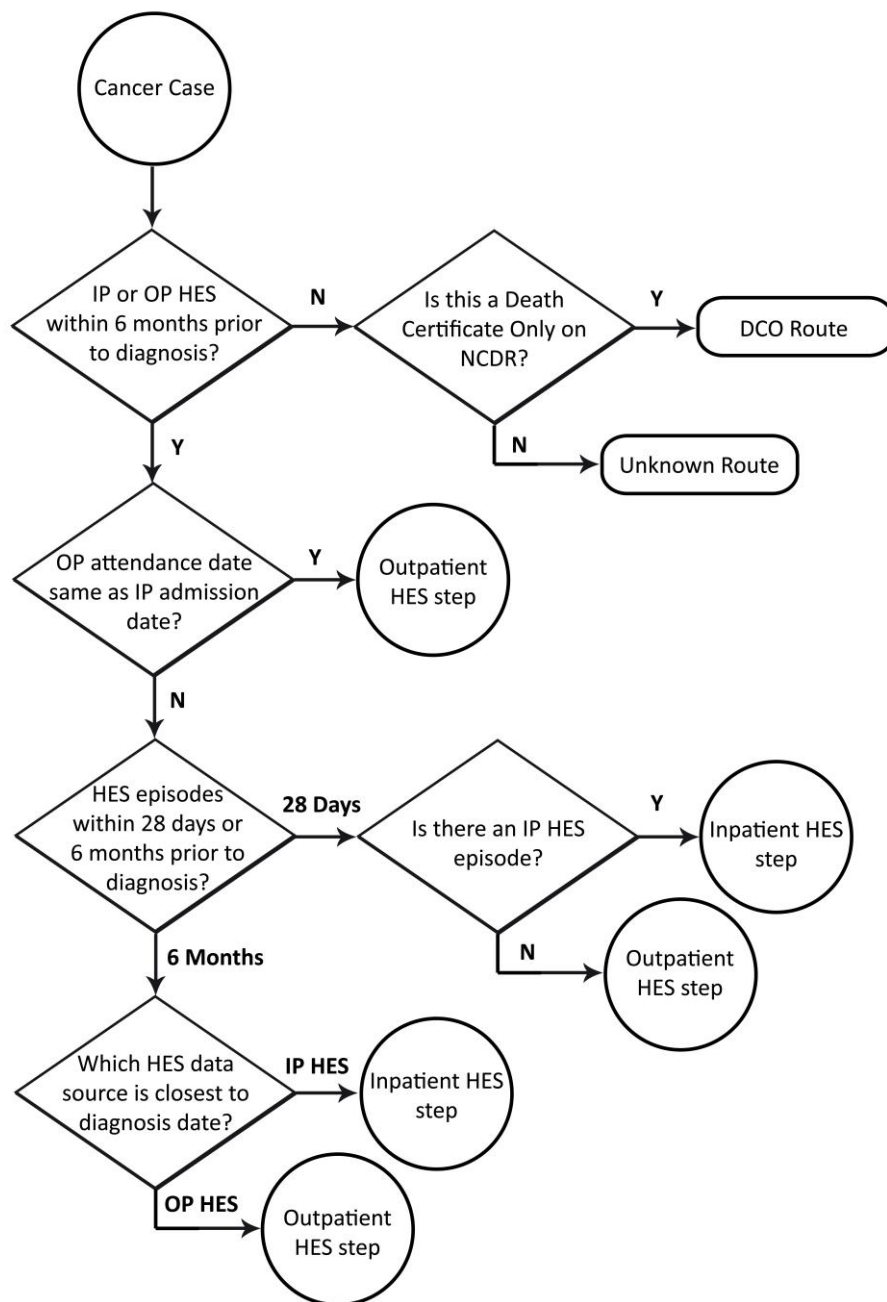 Cancer Case
IP or OP HES
within 6 months prior
to diagnosis?
N
Is this a Death
Certificate Only on
NCDR?
Y
DCO Route
N
Unknown Route
Y
OP attendance date
same as IP admission
date?
Y
Outpatient
HES step
N
HES episodes
within 28 days or
6 months prior to
diagnosis?
28 Days
Is there an IP HES
episode?
Y
Inpatient HES
step
N
Outpatient
HES step
6 Months
Which HES data
source is closest to
diagnosis date?
IP HES
Inpatient HES
step
OP HES
Outpatient
HES step